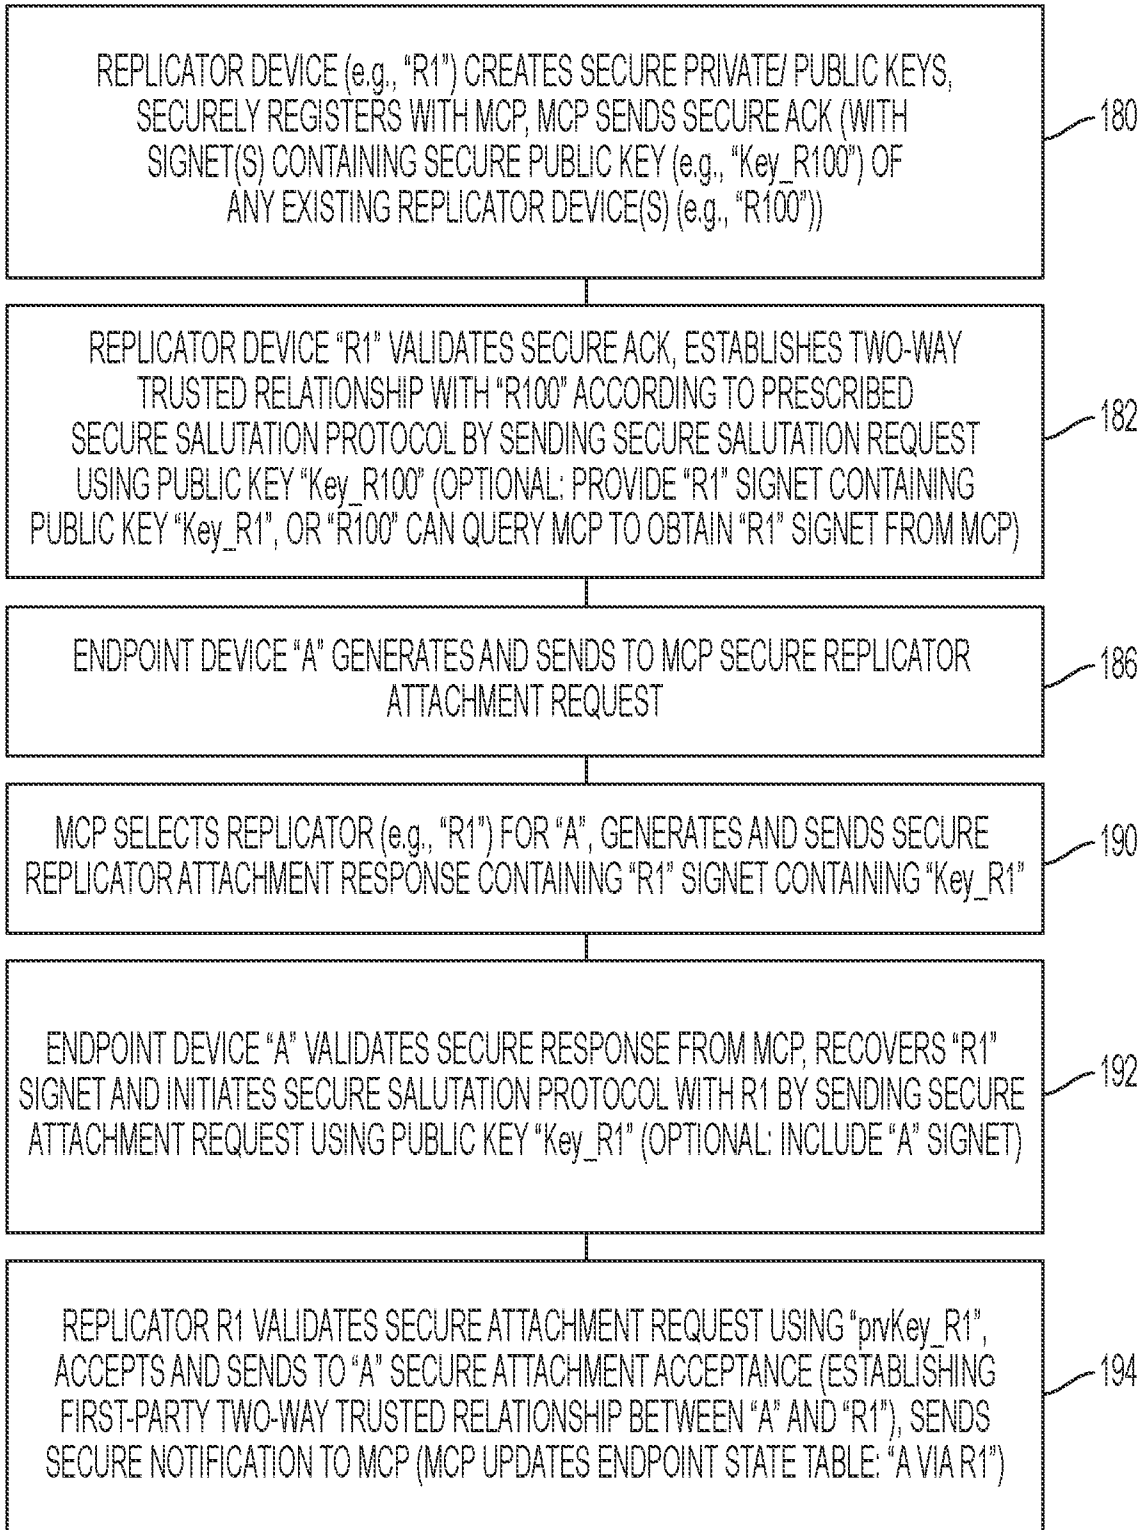 REPLICATOR DEVICE (e.g., “R1”) CREATES SECURE PRIVATE/ PUBLIC KEYS,
SECURELY REGISTERS WITH MCP, MCP SENDS SECURE ACK (WITH
SIGNET(S) CONTAINING SECURE PUBLIC KEY (e.g., “Key_R100”) OF
ANY EXISTING REPLICATOR DEVICE(S) (e.g., “R100”))
180
REPLICATOR DEVICE “R1” VALIDATES SECURE ACK, ESTABLISHES TWO-WAY
TRUSTED RELATIONSHIP WITH “R100” ACCORDING TO PRESCRIBED
SECURE SALUTATION PROTOCOL BY SENDING SECURE SALUTATION REQUEST
USING PUBLIC KEY “Key_R100” (OPTIONAL: PROVIDE “R1” SIGNET CONTAINING
PUBLIC KEY “Key_R1”, OR “R100” CAN QUERY MCP TO OBTAIN “R1” SIGNET FROM MCP)
182
ENDPOINT DEVICE “A” GENERATES AND SENDS TO MCP SECURE REPLICATOR
ATTACHMENT REQUEST
186
MCP SELECTS REPLICATOR (e.g., “R1”) FOR “A”, GENERATES AND SENDS SECURE
REPLICATOR ATTACHMENT RESPONSE CONTAINING “R1” SIGNET CONTAINING “Key_R1”
190
ENDPOINT DEVICE “A” VALIDATES SECURE RESPONSE FROM MCP, RECOVERS “R1”
SIGNET AND INITIATES SECURE SALUTATION PROTOCOL WITH R1 BY SENDING SECURE
ATTACHMENT REQUEST USING PUBLIC KEY “Key_R1” (OPTIONAL: INCLUDE “A” SIGNET)
192
REPLICATOR R1 VALIDATES SECURE ATTACHMENT REQUEST USING “prvKey_R1”,
ACCEPTS AND SENDS TO “A” SECURE ATTACHMENT ACCEPTANCE (ESTABLISHING
FIRST-PARTY TWO-WAY TRUSTED RELATIONSHIP BETWEEN “A” AND “R1”), SENDS
SECURE NOTIFICATION TO MCP (MCP UPDATES ENDPOINT STATE TABLE: “A VIA R1”)
194